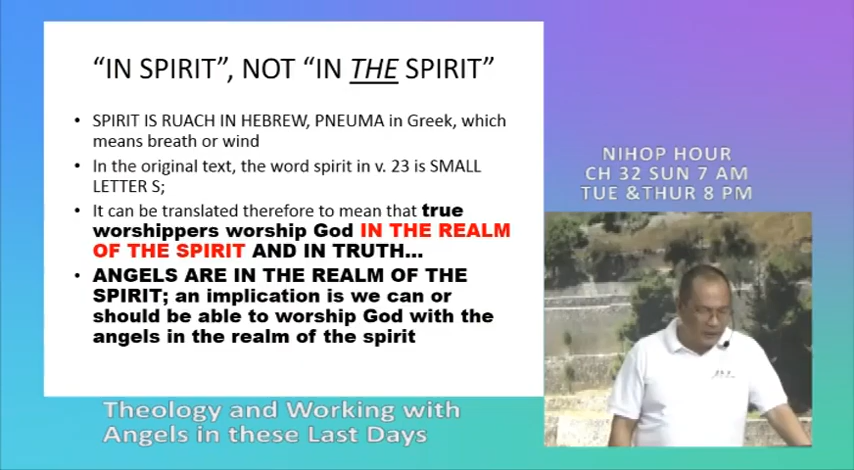 “IN SPIRIT”, NOT “IN THE SPIRIT”
• SPIRIT IS RUACH IN HEBREW, PNEUMA in Greek, which
means breath or wind
• In the original text, the word spirit in v. 23 is SMALL
LETTER S;
• It can be translated therefore to mean that true
worshippers worship God IN THE REALM
OF THE SPIRIT AND IN TRUTH...
• ANGELS ARE IN THE REALM OF THE
SPIRIT; an implication is we can or
should be able to worship God with the
angels in the realm of the spirit
NIHOP HOUR
CH 32 SUN 7 AM
TUE &THUR 8 PM
Theology and Working with
Angels in these Last Days